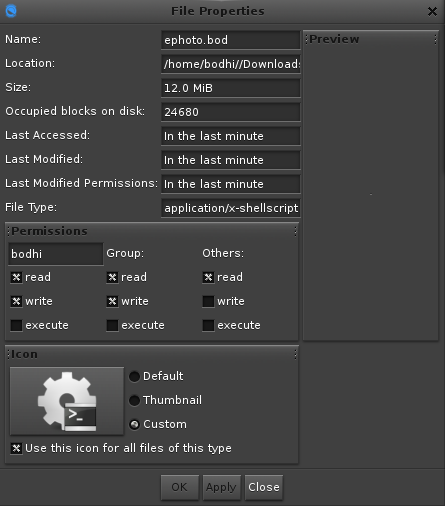 File Properties
Name: ephoto.bod
Preview
Location: /home/bodhi//Downloads
Size: 12.0 MiB
Occupied blocks on disk: 24680
Last Accessed: In the last minute
Last Modified: In the last minute
Last Modified Permissions: In the last minute
File Type: application/x-shellscript
Permissions
bodhi Group: Others:
read read read
write write write
execute execute execute
Icon
>_
Default
Thumbnail
Custom
Use this icon for all files of this type
OK Apply Close